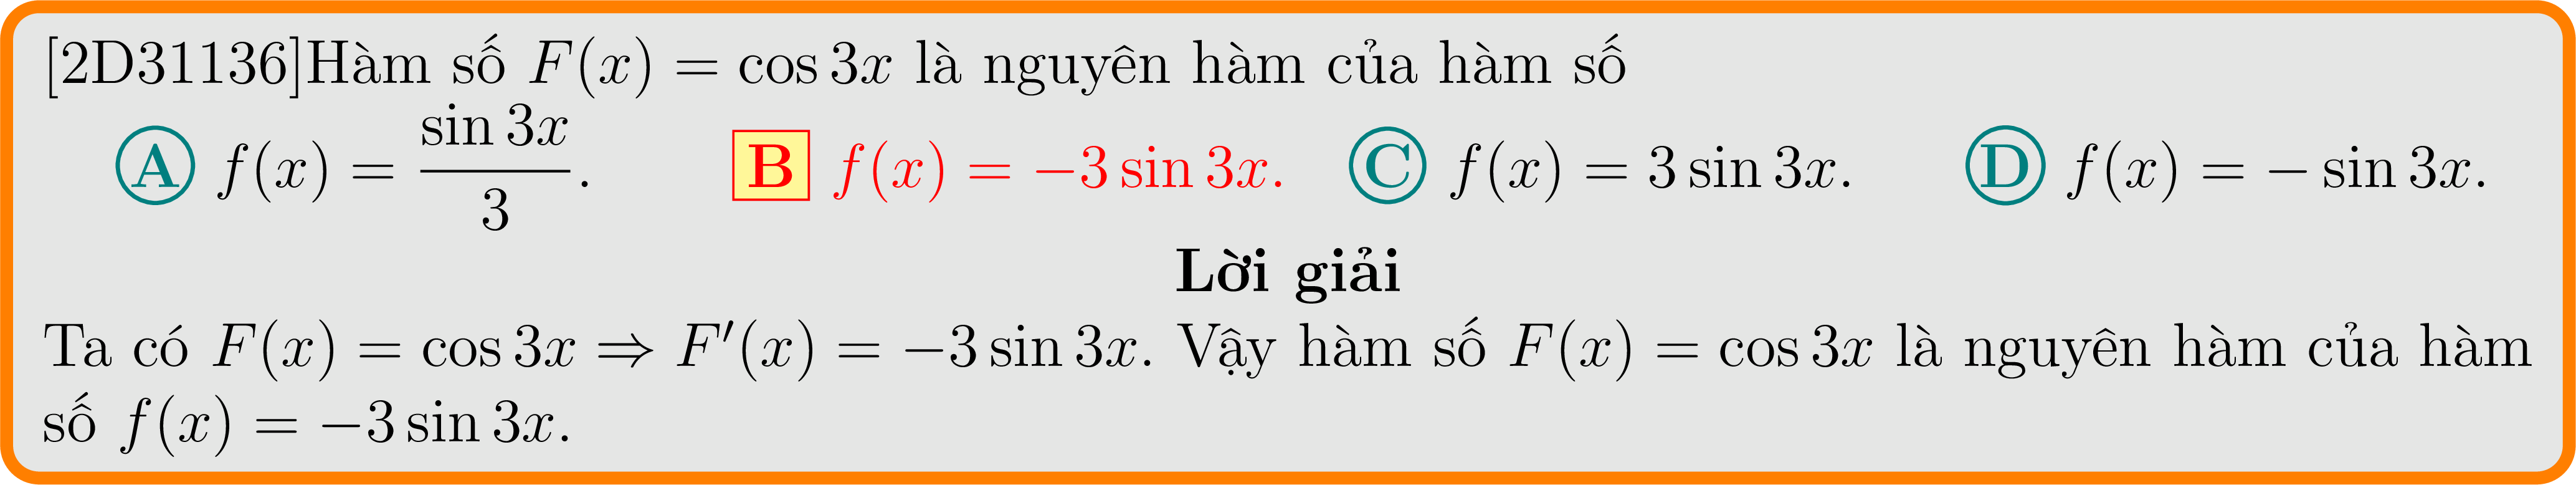 [2D31136]Hàm số F(x) = cos 3x là nguyên hàm của hàm số
A f(x) = \frac{sin 3x}{3}. B f(x) = −3 sin 3x. C f(x) = 3 sin 3x. D f(x) = − sin 3x.
Lời giải
Ta có F(x) = cos 3x ⇒ F′(x) = −3 sin 3x. Vậy hàm số F(x) = cos 3x là nguyên hàm của hàm
số f(x) = −3 sin 3x.